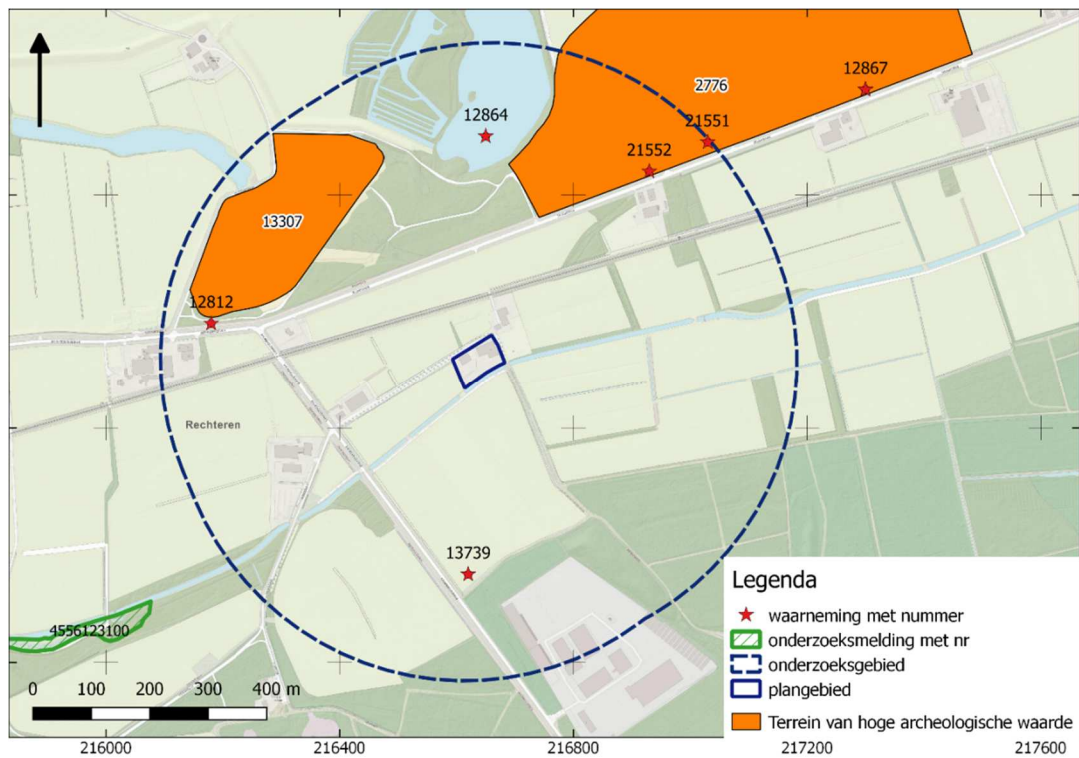 2776
12867
12864
21551
21552
13307
12812
Rechteren
13739
4556123100
Legenda
waarneming met nummer
onderzoeksmelding met nr
onderzoeksgebied
plangebied
Terrein van hoge archeologische waarde
0 100 200 300 400 m
216000 216400 216800 217200 217600